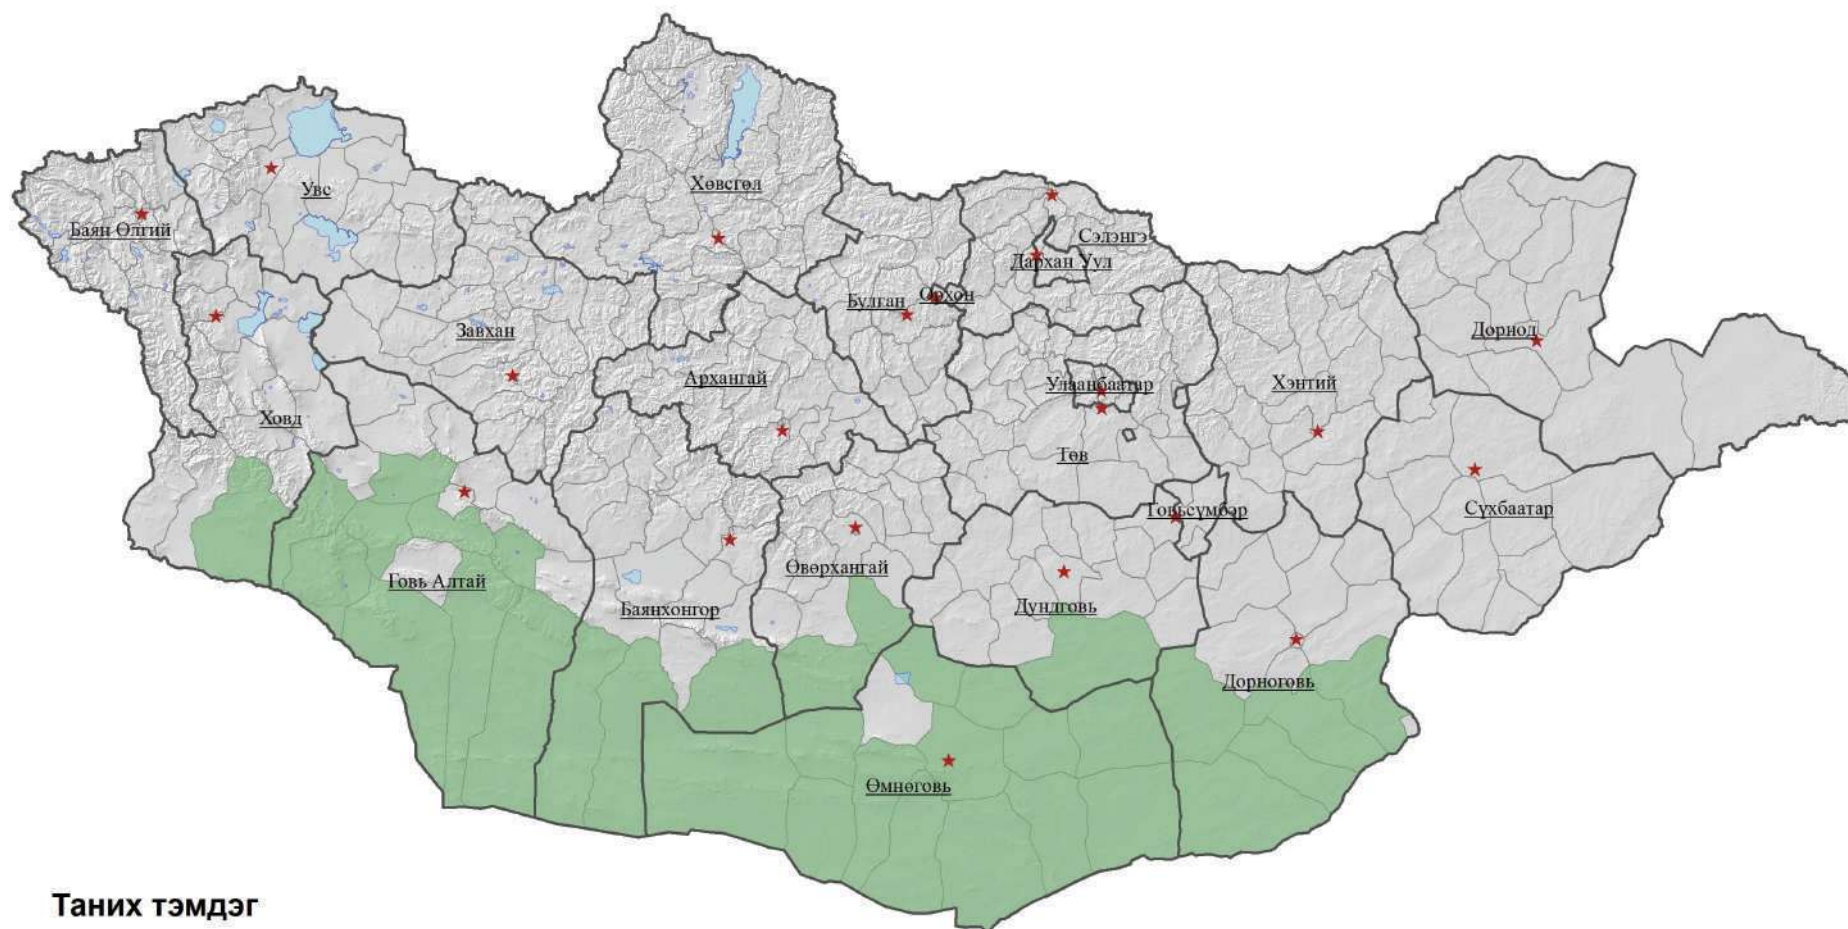 Хөвсгөл
Увс
Баян Өлгий
Сэлэнгэ
Дархан Уул
Орхон
Булган
Завхан
Дорнод
Архангай
Улаанбаатар
Хэнтий
Ховд
Төв
Говьсүмбэр
Сүхбаатар
Өвөрхангай
Говь Алтай
Баянхонгор
Дундговь
Дорноговь
Өмнөговь
Таних тэмдэг